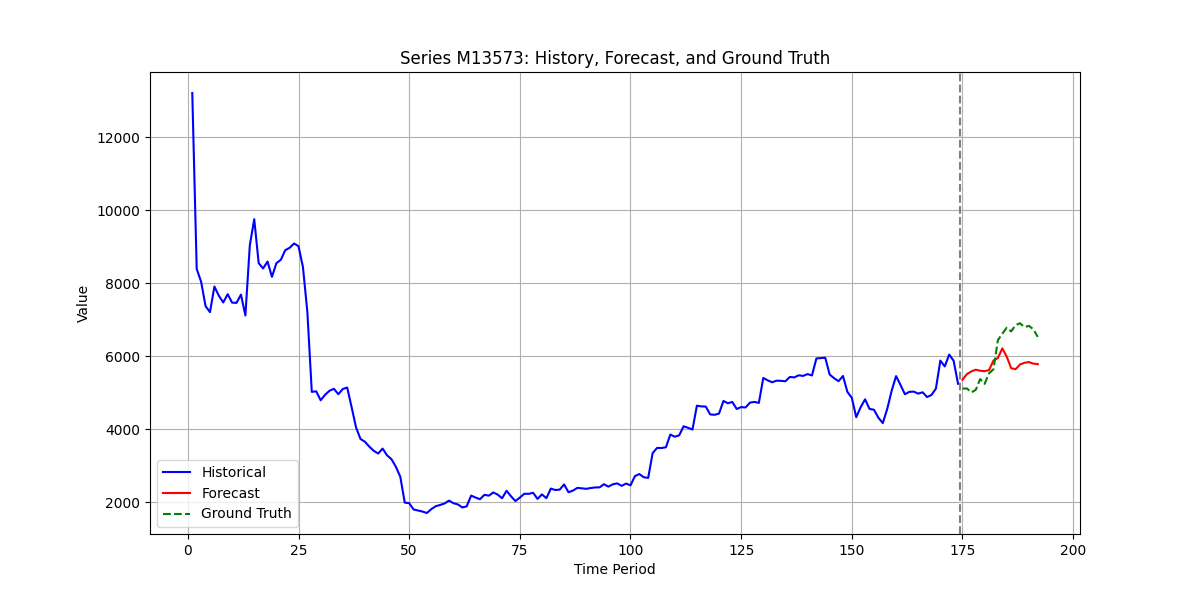 Series M13573: History, Forecast, and Ground Truth
Value
12000
10000
8000
6000
4000
2000
Historical
Forecast
Ground Truth
0 25 50 75 100 125 150 175 200
Time Period